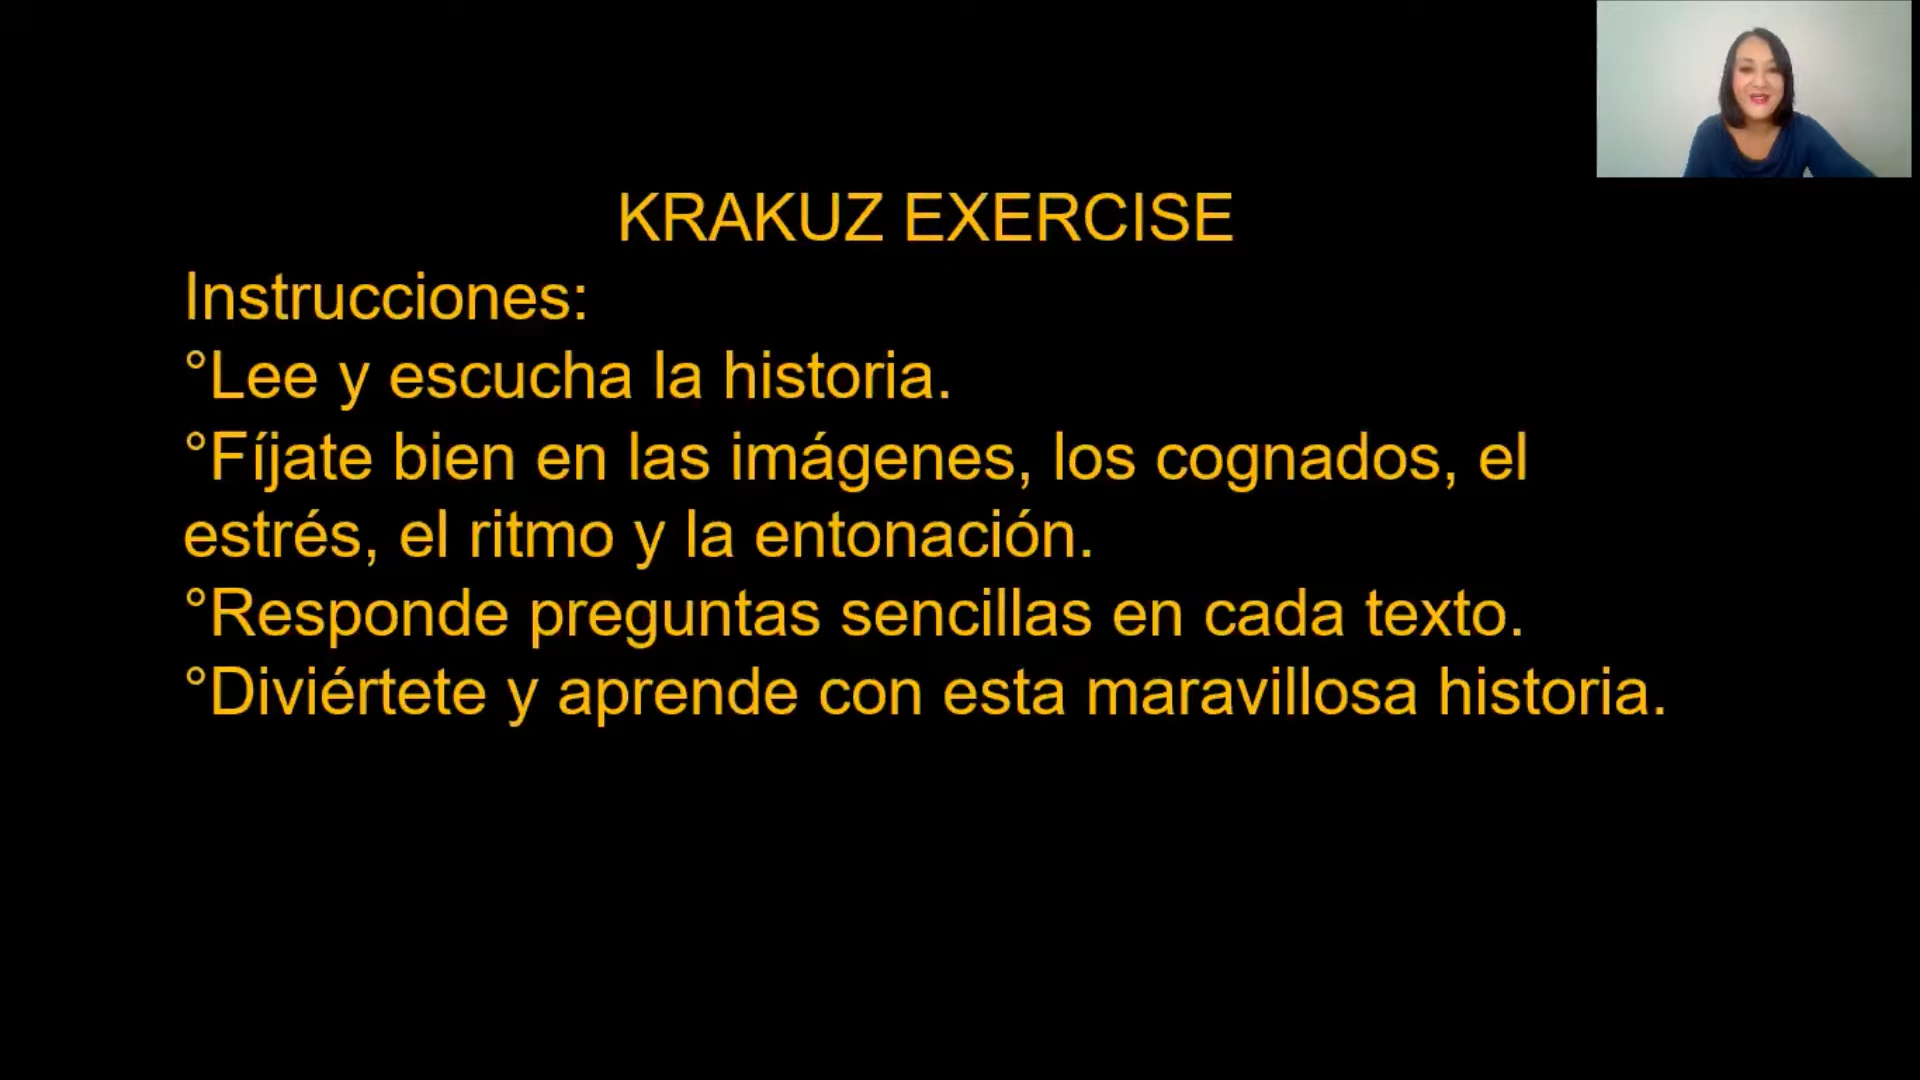 KRAKUZ EXERCISE
Instrucciones:
°Lee y escucha la historia.
°Fíjate bien en las imágenes, los cognados, el
estrés, el ritmo y la entonación.
°Responde preguntas sencillas en cada texto.
°Diviértete y aprende con esta maravillosa historia.